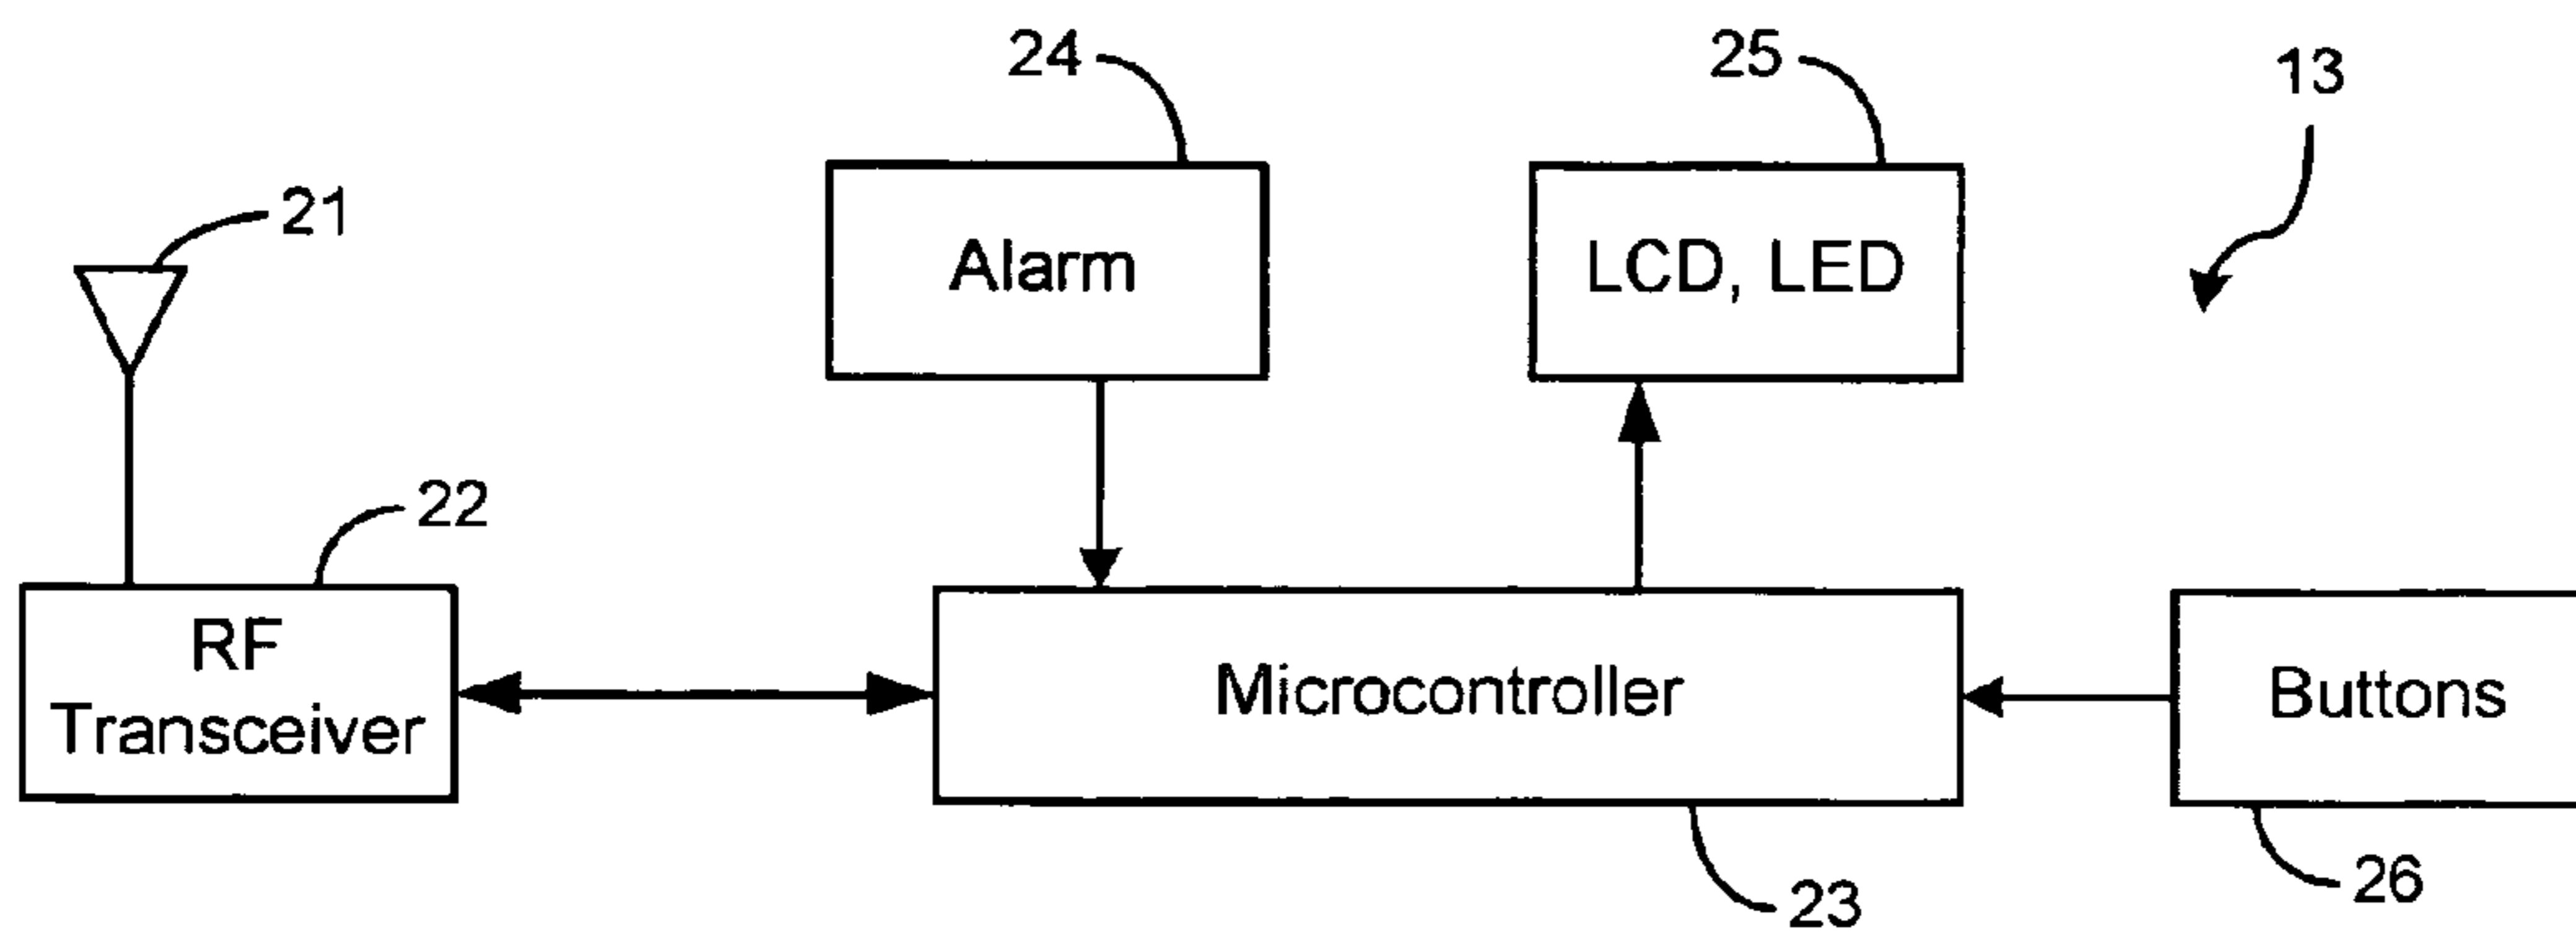 24
25
13
21
Alarm
LCD, LED
22
RF
Transceiver
Microcontroller
Buttons
23
26